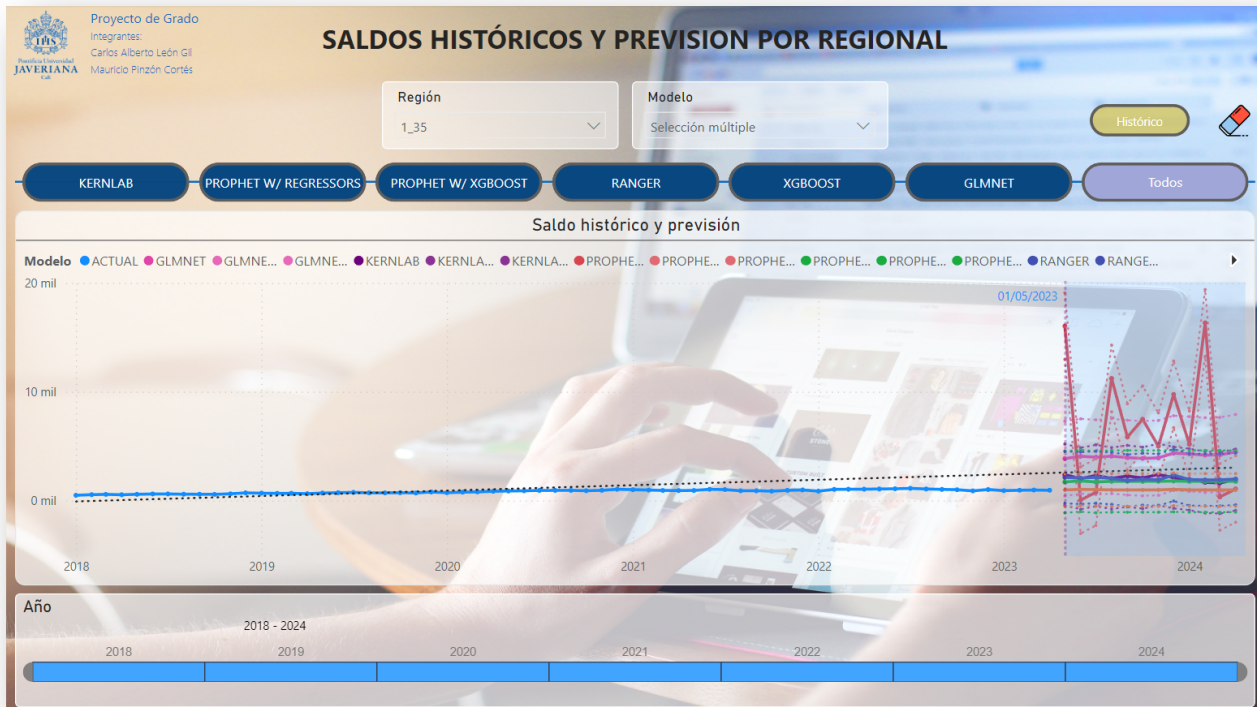 Proyecto de Grado
Integrantes:
Carlos Alberto León Gil
Mauricio Pinzón Cortés
Pontificia Universidad
JAVERIANA
Cali
SALDOS HISTÓRICOS Y PREVISION POR REGIONAL
Región
1_35
Modelo
Selección múltiple
Histórico
KERNLAB
PROPHET W/ REGRESSORS
PROPHET W/ XGBOOST
RANGER
XGBOOST
GLMNET
Todos
Saldo histórico y previsión
Modelo ACTUAL GLMNET GLMNE... GLMNE... KERNLAB KERNLA... KERNLA... PROPHE... PROPHE... PROPHE... PROPHE... PROPHE... PROPHE... RANGER RANGE...
20 mil
01/05/2023
10 mil
0 mil
2018 2019 2020 2021 2022 2023 2024
Año
2018 - 2024
2018 2019 2020 2021 2022 2023 2024